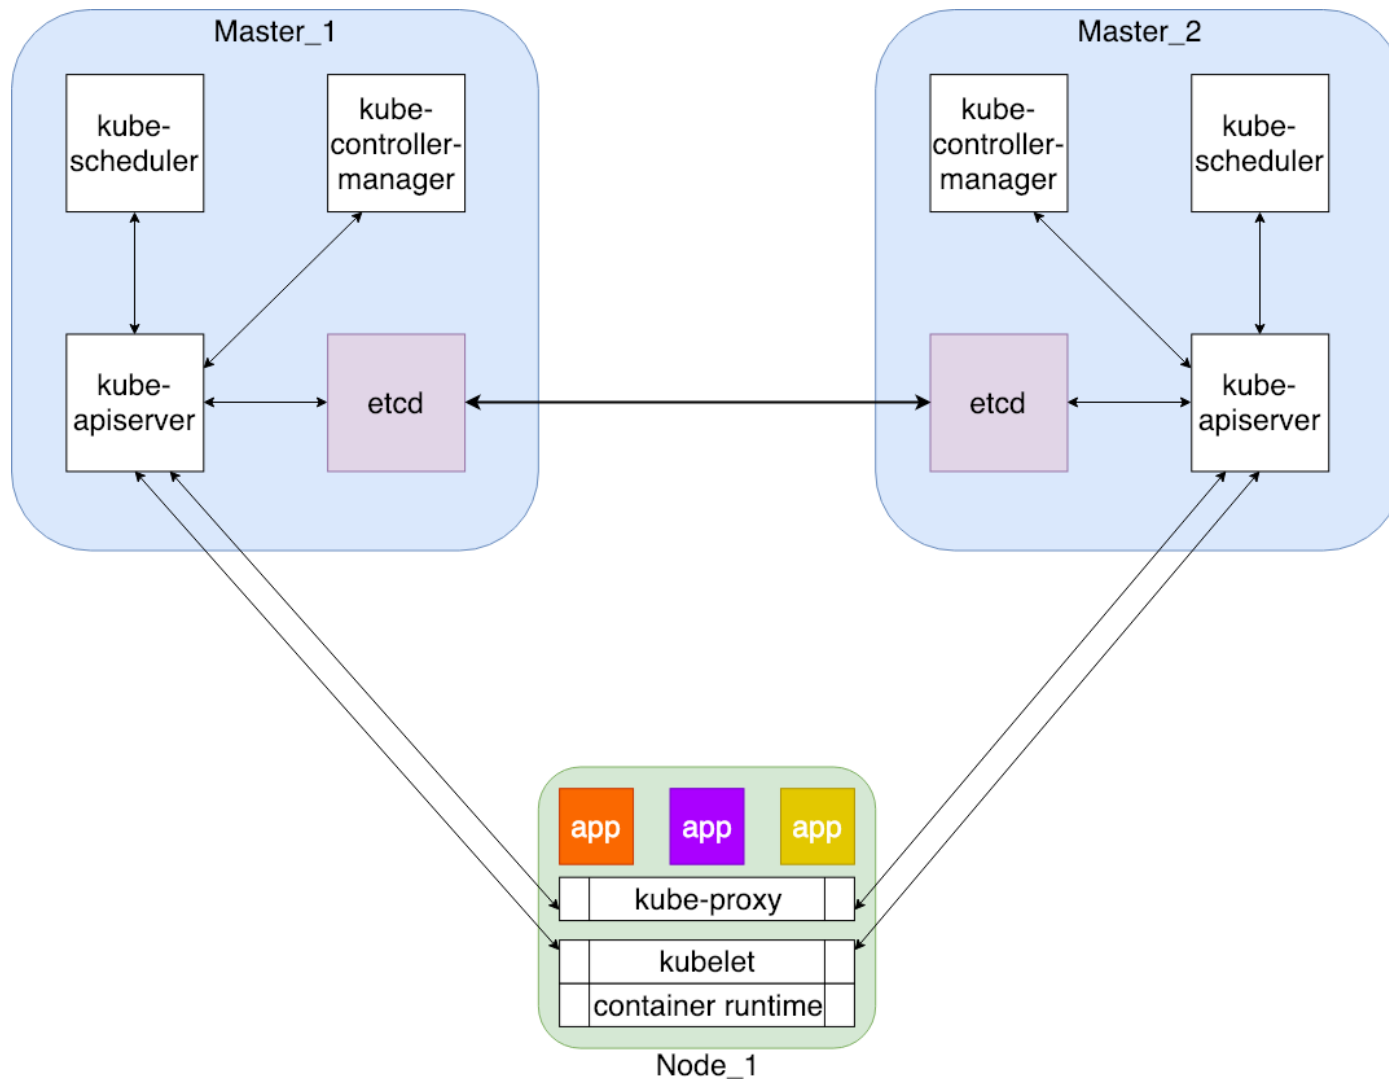 Master_1
kube-
scheduler
kube-
controller-
manager
kube-
apiserver
etcd
Master_2
kube-
controller-
manager
kube-
scheduler
etcd
kube-
apiserver
app
app
app
kube-proxy
kubelet
container runtime
Node_1